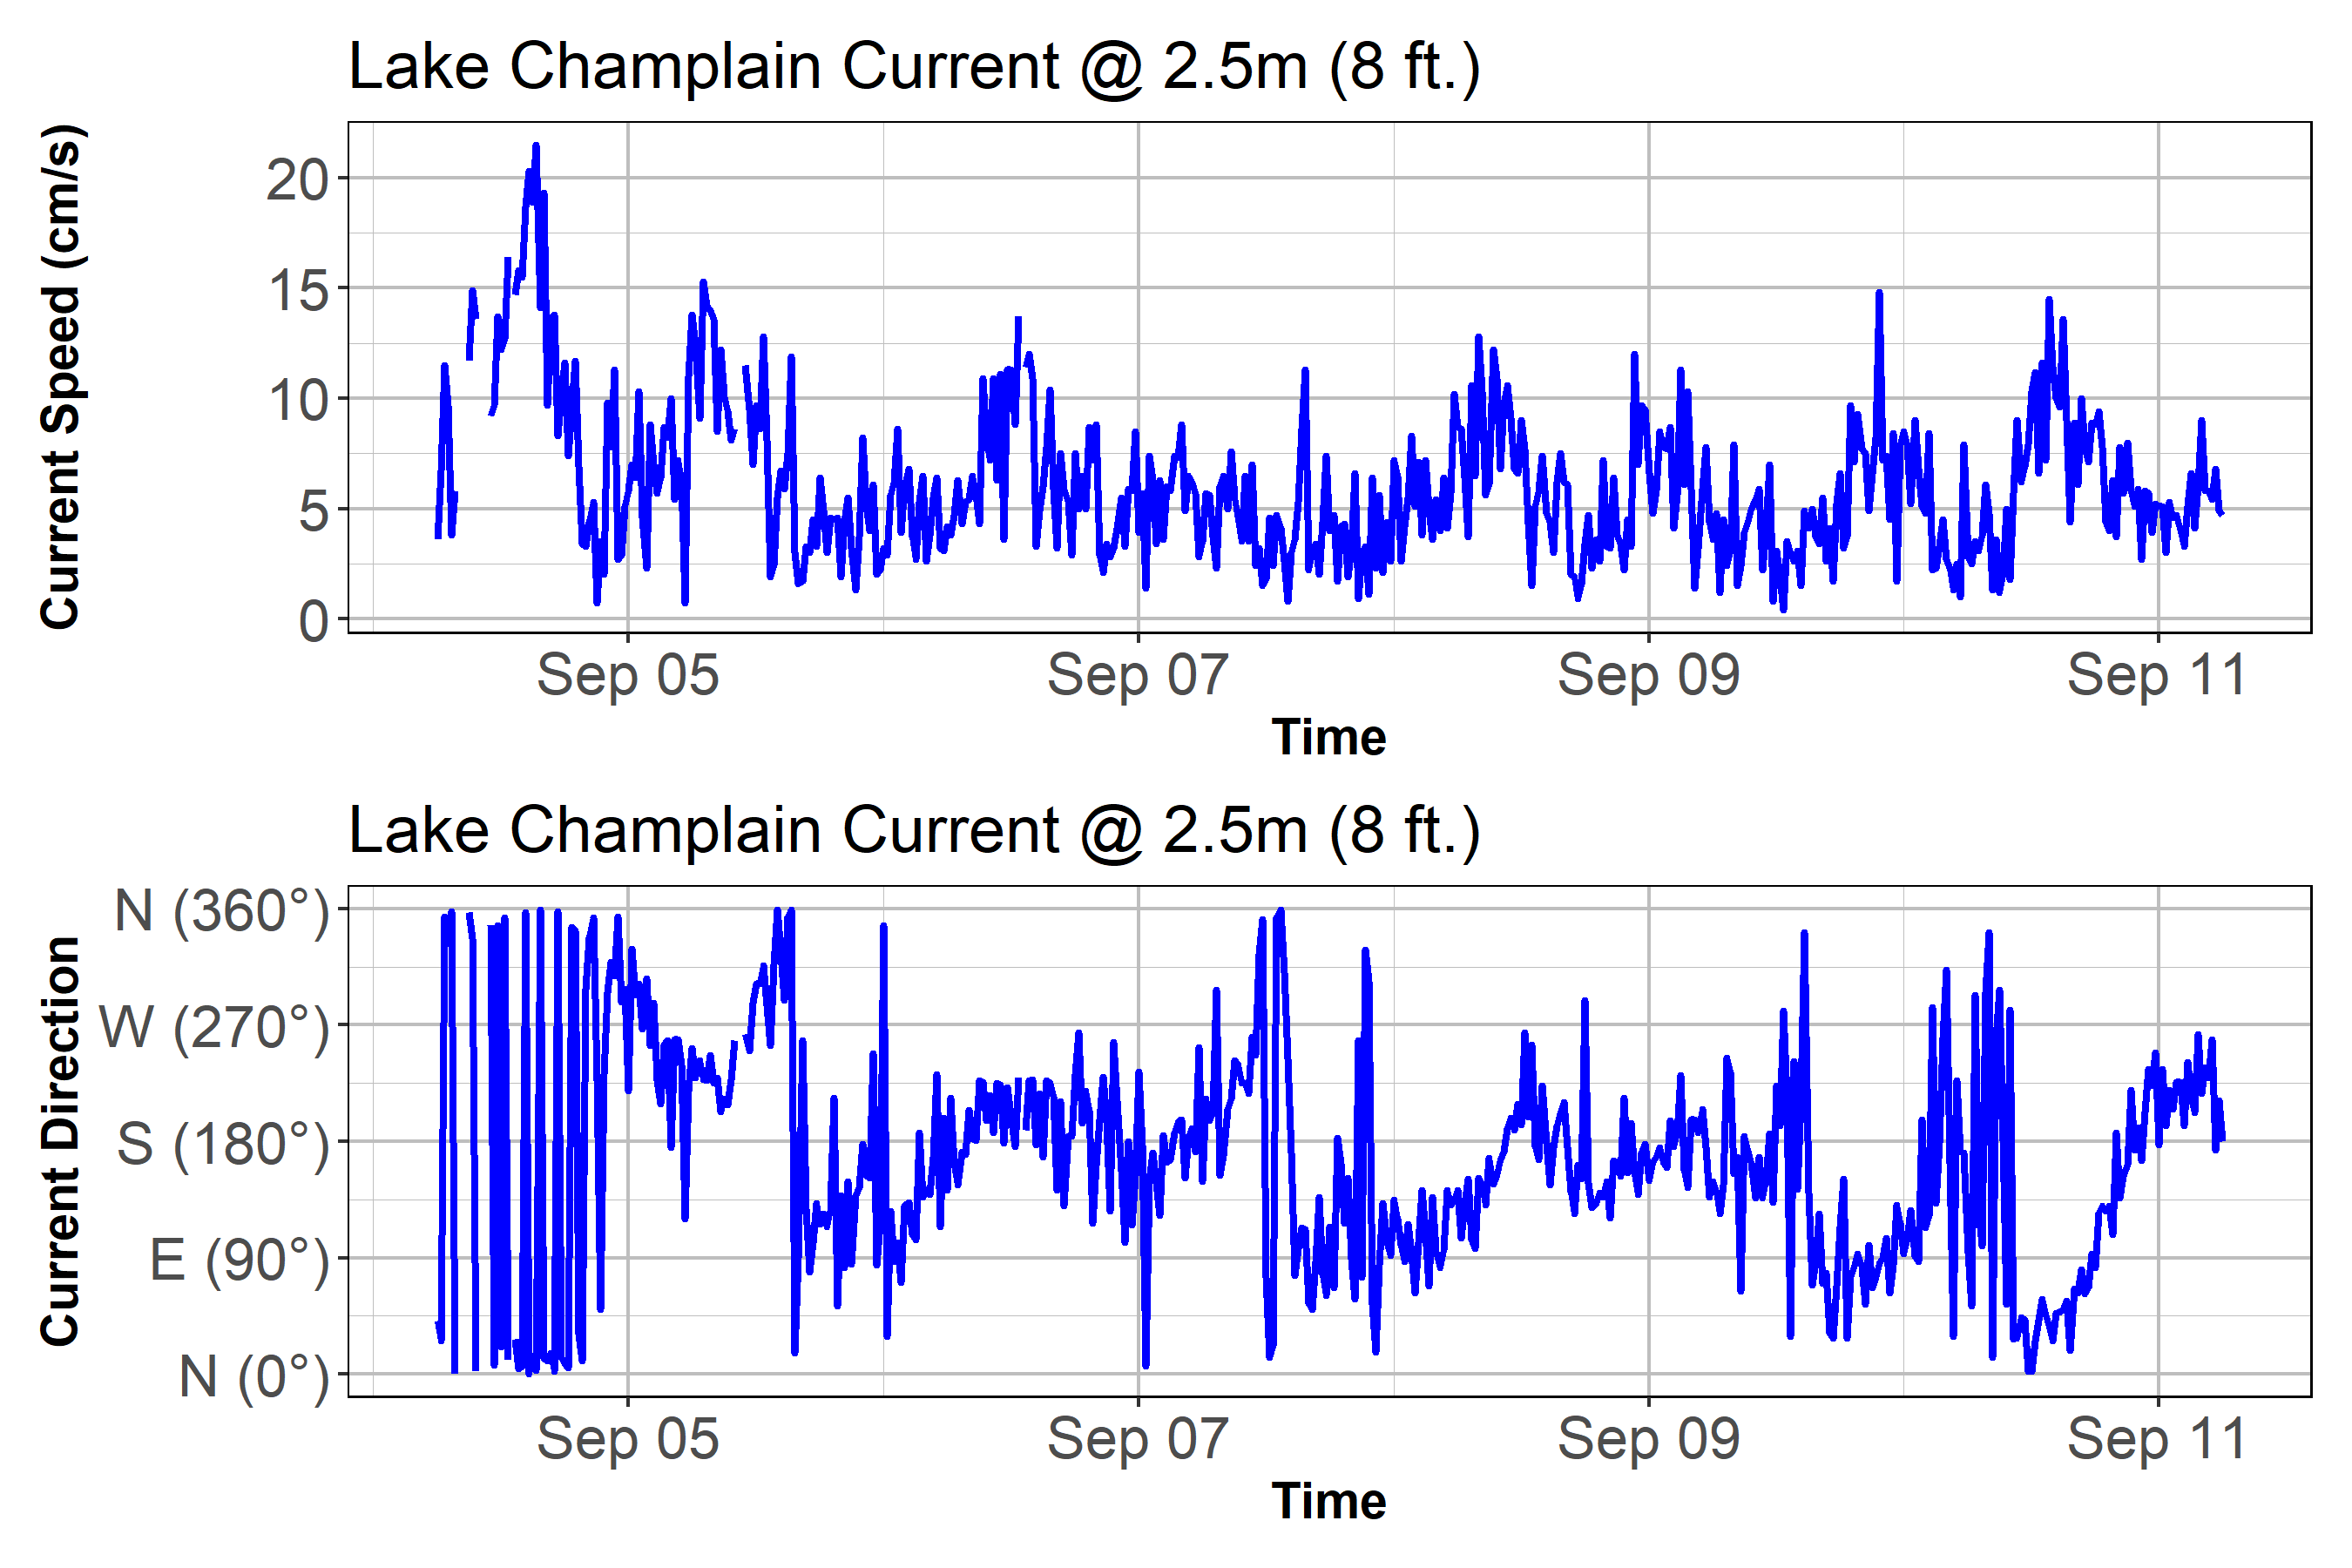 Lake Champlain Current @ 2.5m (8 ft.)
Current Speed (cm/s)
20
15
10
5
0
Sep 05 Sep 07 Sep 09 Sep 11
Time
Lake Champlain Current @ 2.5m (8 ft.)
Current Direction
N (360°)
W (270°)
S (180°)
E (90°)
N (0°)
Sep 05 Sep 07 Sep 09 Sep 11
Time